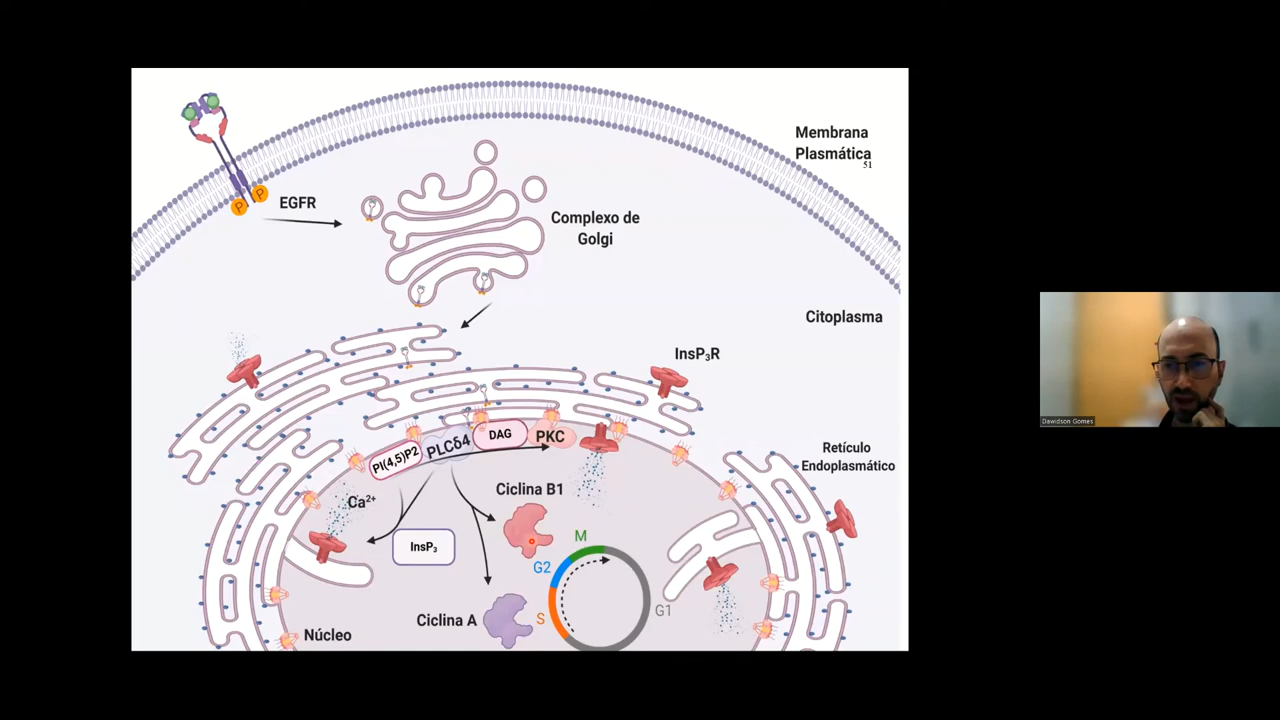 Membrana
Plasmática
51
P
P
EGFR
Complexo de
Golgi
Citoplasma
InsP₃R
Retículo
Endoplasmático
PI(4,5)P2
PLCδ4
DAG
PKC
Ca²⁺
InsP₃
Ciclina B1
M
G2
S
G1
Ciclina A
Núcleo
Dawidson Gomes